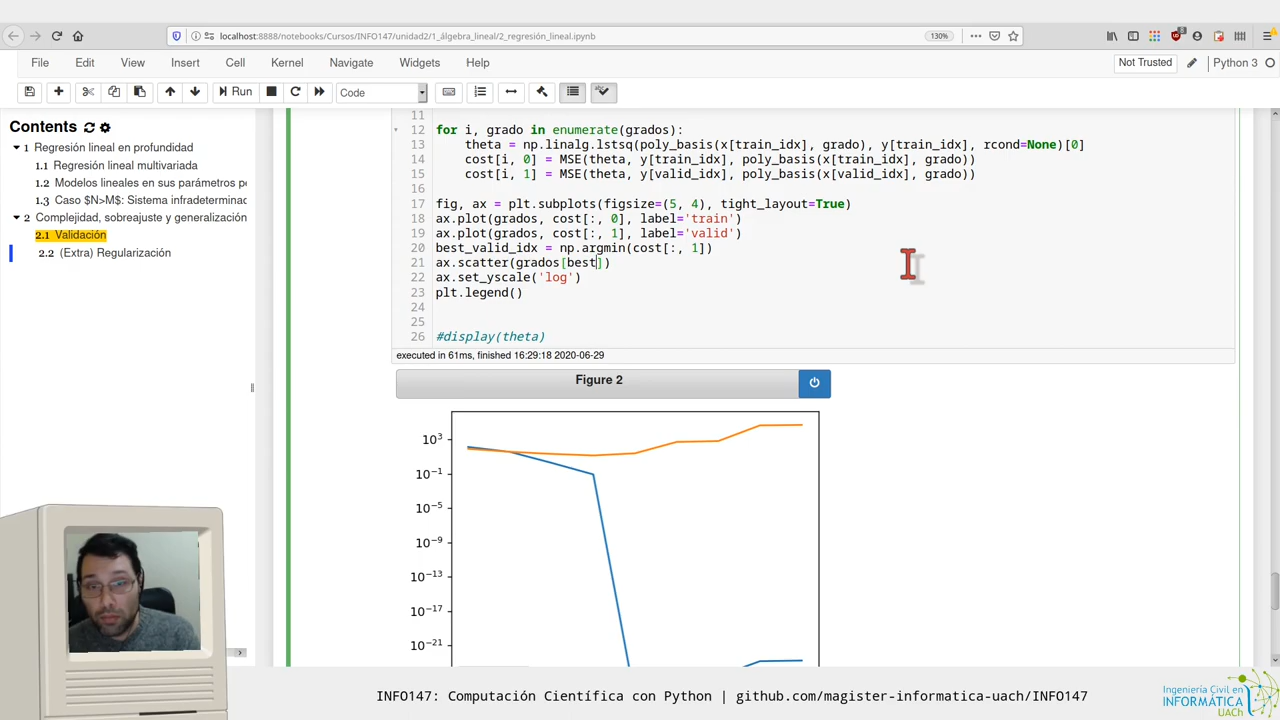 localhost:8888/notebooks/Cursos/INFO147/unidad2/1_álgebra_lineal/2_regresión_lineal.ipynb
130%
File Edit View Insert Cell Kernel Navigate Widgets Help
Not Trusted
Python 3
Run
Code
Contents
1 Regresión lineal en profundidad
1.1 Regresión lineal multivariada
1.2 Modelos lineales en sus parámetros p
1.3 Caso $N>M$: Sistema infradeterminac
2 Complejidad, sobreajuste y generalización
2.1 Validación
2.2 (Extra) Regularización
11
12 for i, grado in enumerate(grados):
13 theta = np.linalg.lstsq(poly_basis(x[train_idx], grado), y[train_idx], rcond=None)[0]
14 cost[i, 0] = MSE(theta, y[train_idx], poly_basis(x[train_idx], grado))
15 cost[i, 1] = MSE(theta, y[valid_idx], poly_basis(x[valid_idx], grado))
16
17 fig, ax = plt.subplots(figsize=(5, 4), tight_layout=True)
18 ax.plot(grados, cost[:, 0], label='train')
19 ax.plot(grados, cost[:, 1], label='valid')
20 best_valid_idx = np.argmin(cost[:, 1])
21 ax.scatter(grados[best])
22 ax.set_yscale('log')
23 plt.legend()
24
25
26 #display(theta)
executed in 61ms, finished 16:29:18 2020-06-29
Figure 2
10^3
10^-1
10^-5
10^-9
10^-13
10^-17
10^-21
INFO147: Computación Científica con Python | github.com/magister-informatica-uach/INFO147
Ingeniería Civil en
INFORMÁTICA
UACh